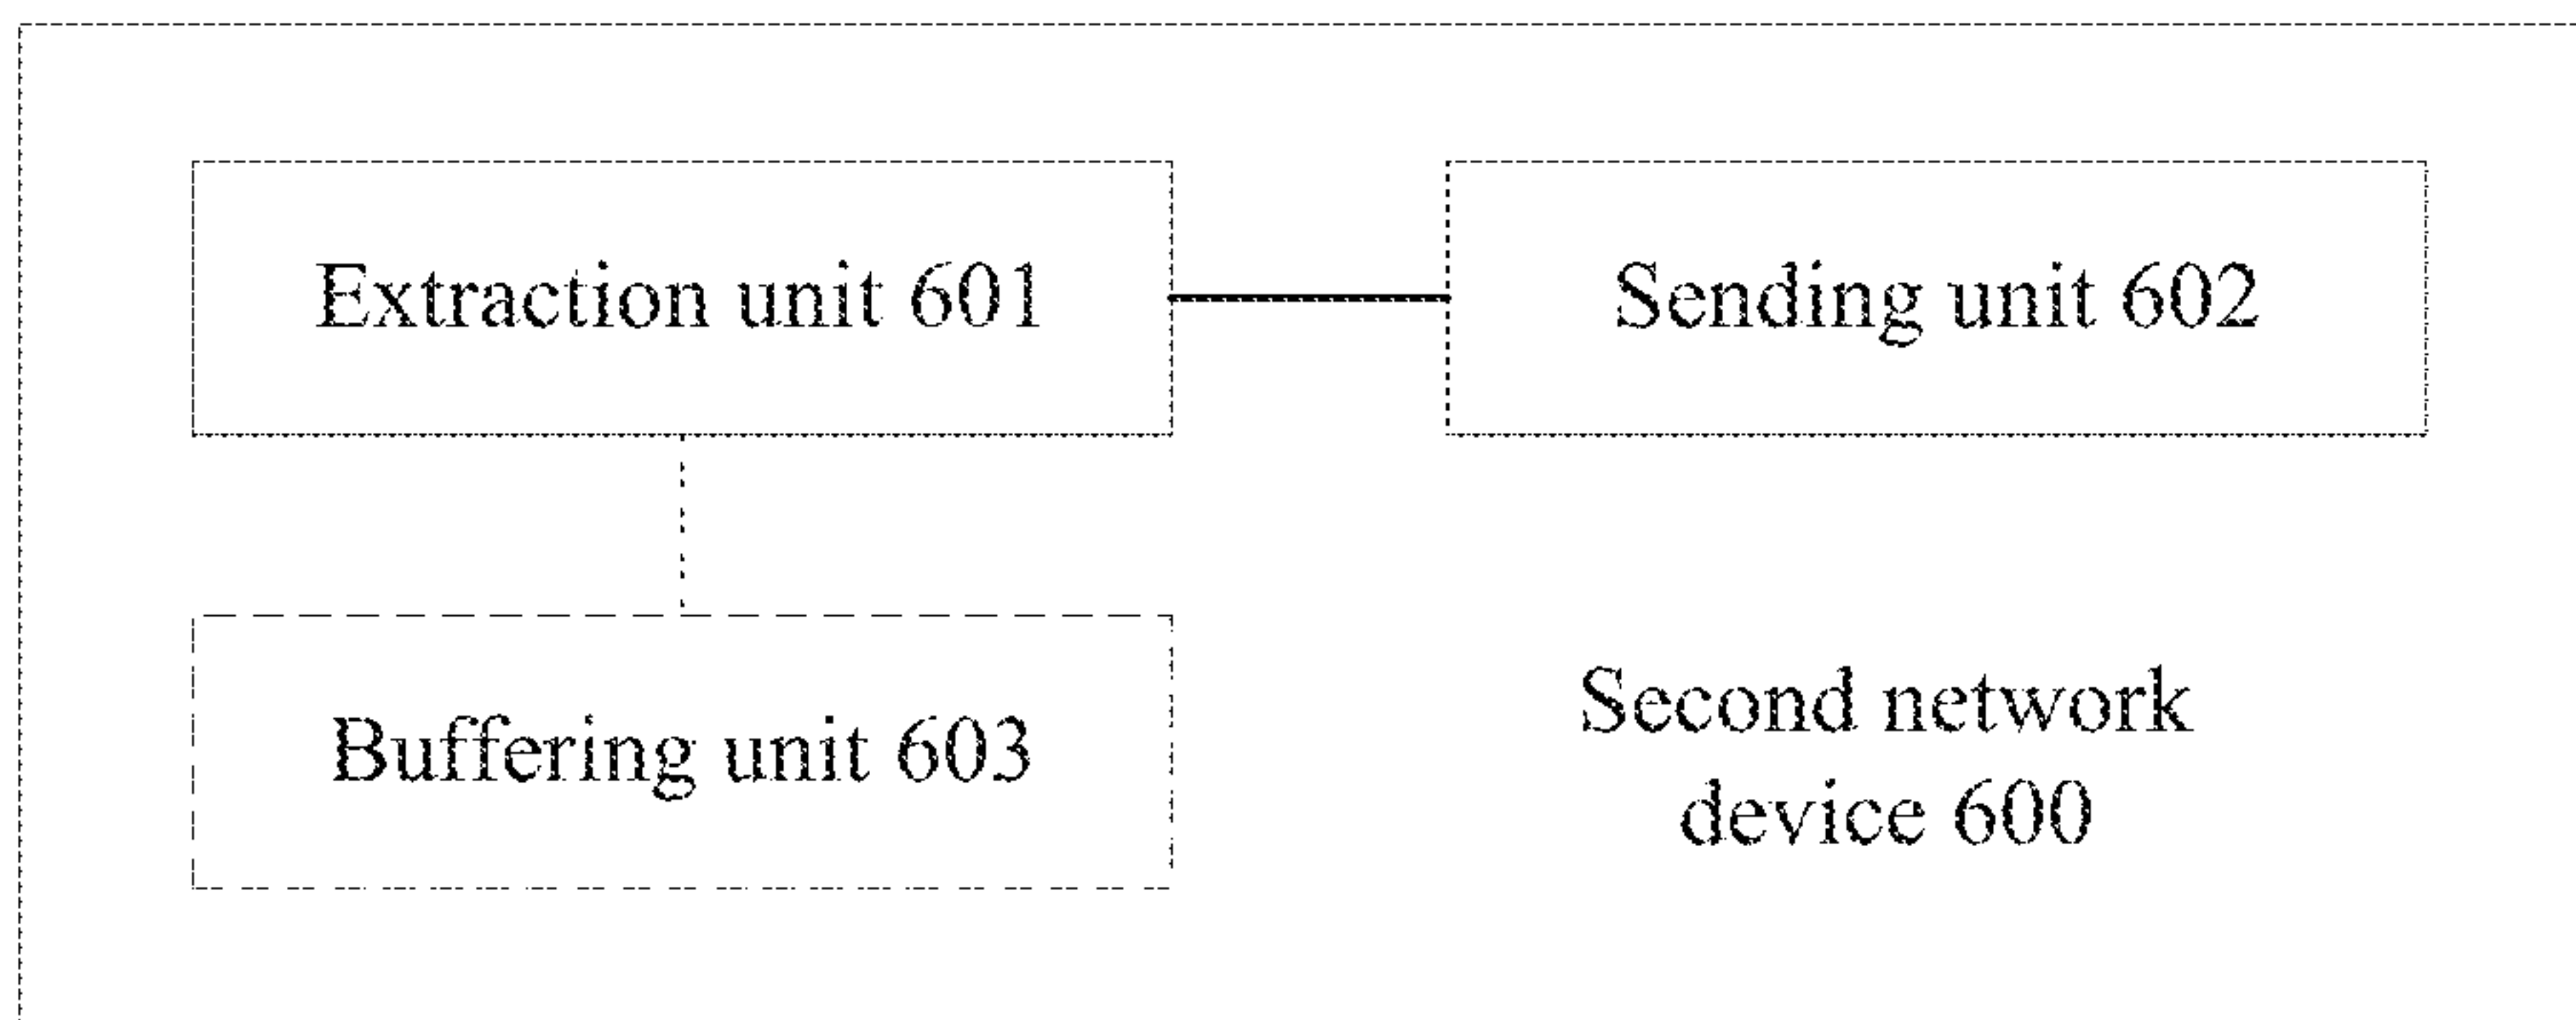 Extraction unit 601
Sending unit 602
Buffering unit 603
Second network
device 600